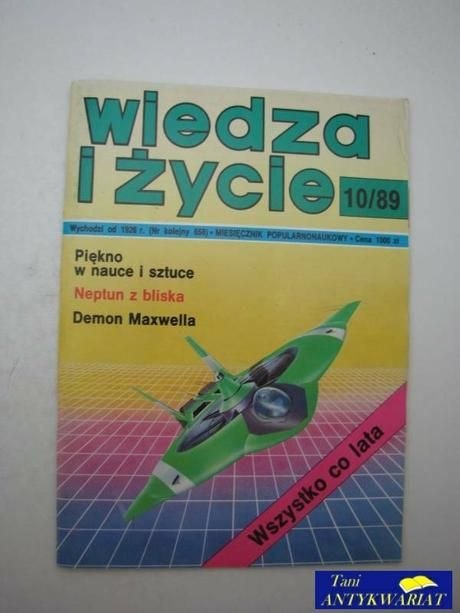 wiedza
i życie
10/89
Wychodzi od 1926 r. (Nr kolejny 658) • MIESIĘCZNIK POPULARNONAUKOWY • Cena 1000 zł
Piękno
w nauce i sztuce
Neptun z bliska
Demon Maxwella
Wszystko co lata
Tani
ANTYKWARIAT